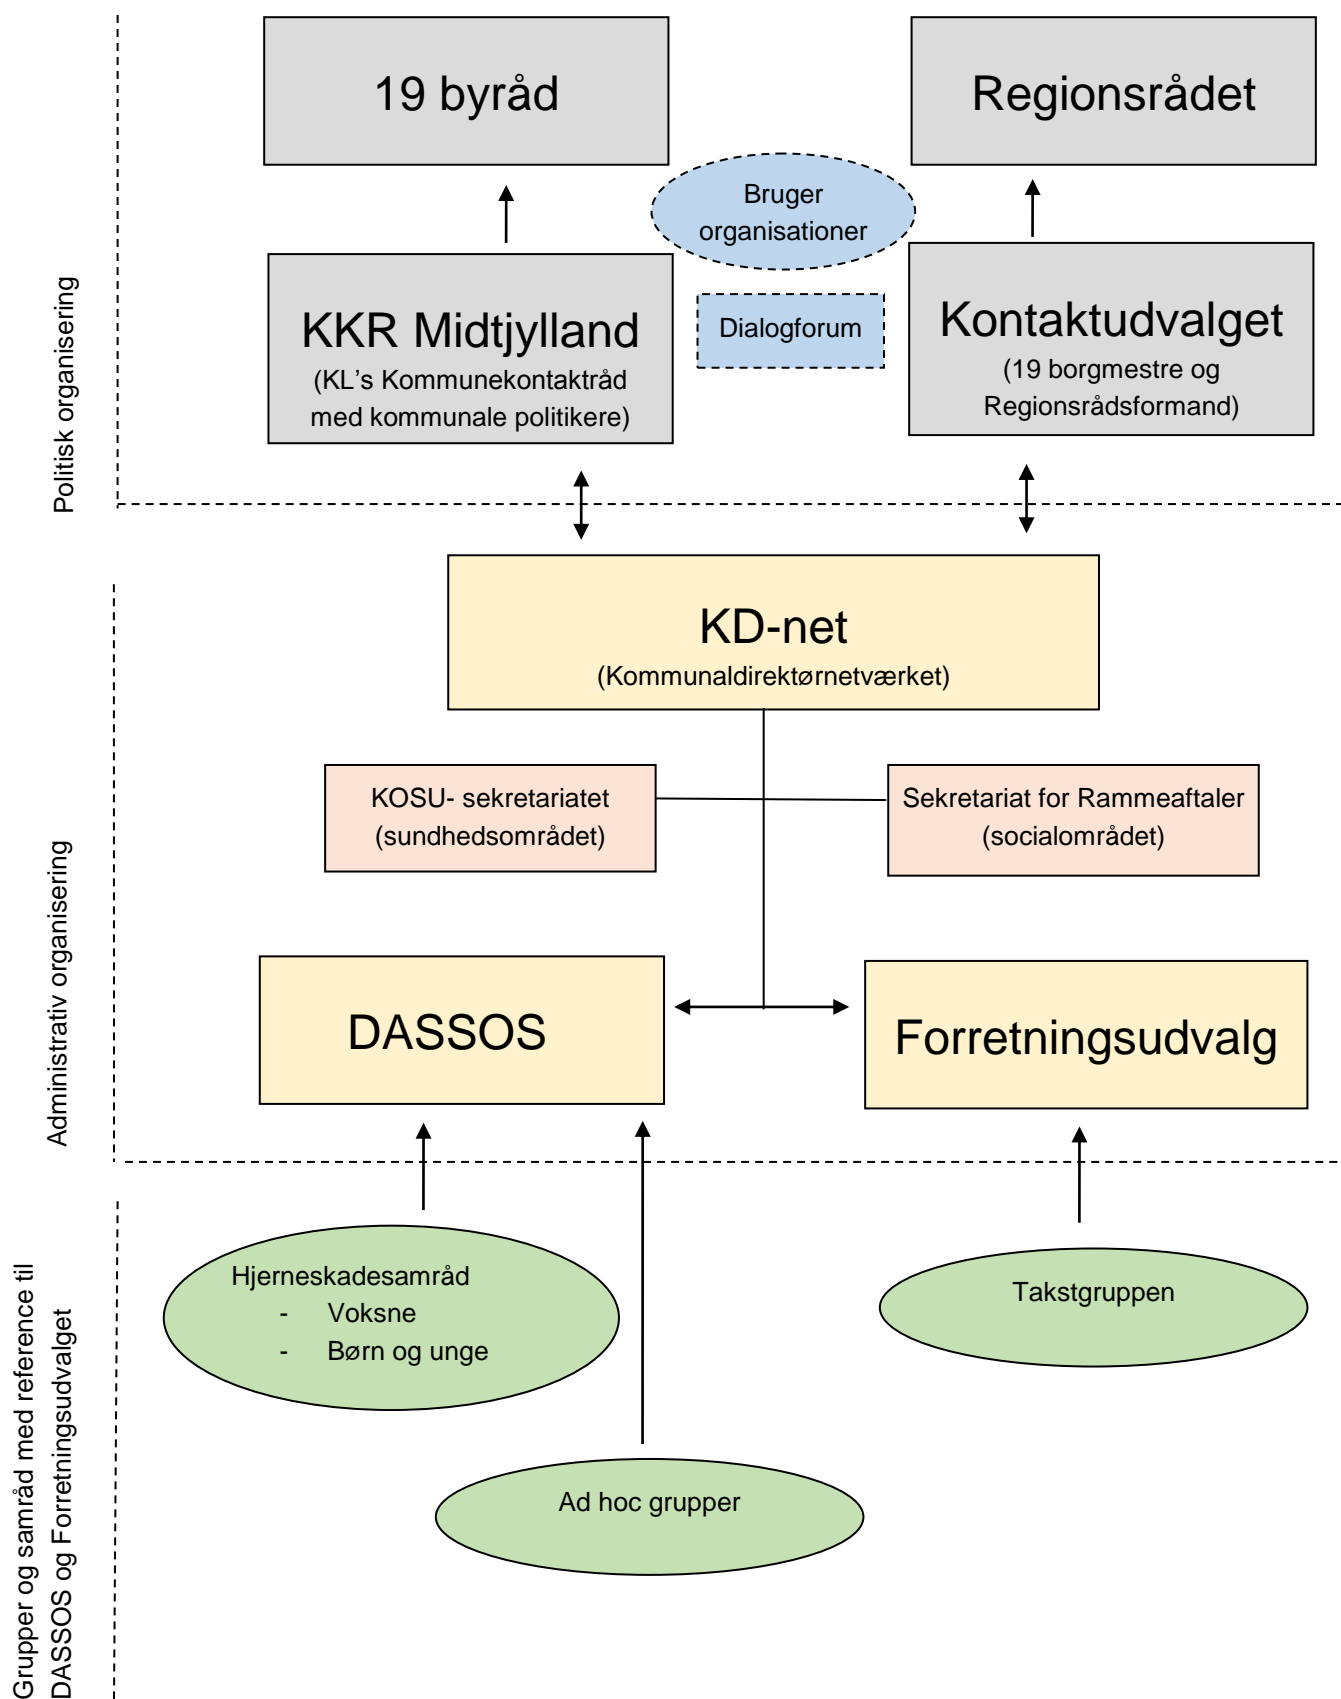 19 byråd
Regionsrådet
Bruger
organisationer
Politisk organisering
KKR Midtjylland
(KL’s Kommunekontaktråd
med kommunale politikere)
Dialogforum
Kontaktudvalget
(19 borgmestre og
Regionsrådsformand)
KD-net
(Kommunaldirektørnetværket)
Administrativ organisering
KOSU- sekretariatet
(sundhedsområdet)
Sekretariat for Rammeaftaler
(socialområdet)
DASSOS
Forretningsudvalg
Grupper og samråd med reference til
DASSOS og Forretningsudvalget
Hjerneskadesamråd
- Voksne
- Børn og unge
Takstgruppen
Ad hoc grupper